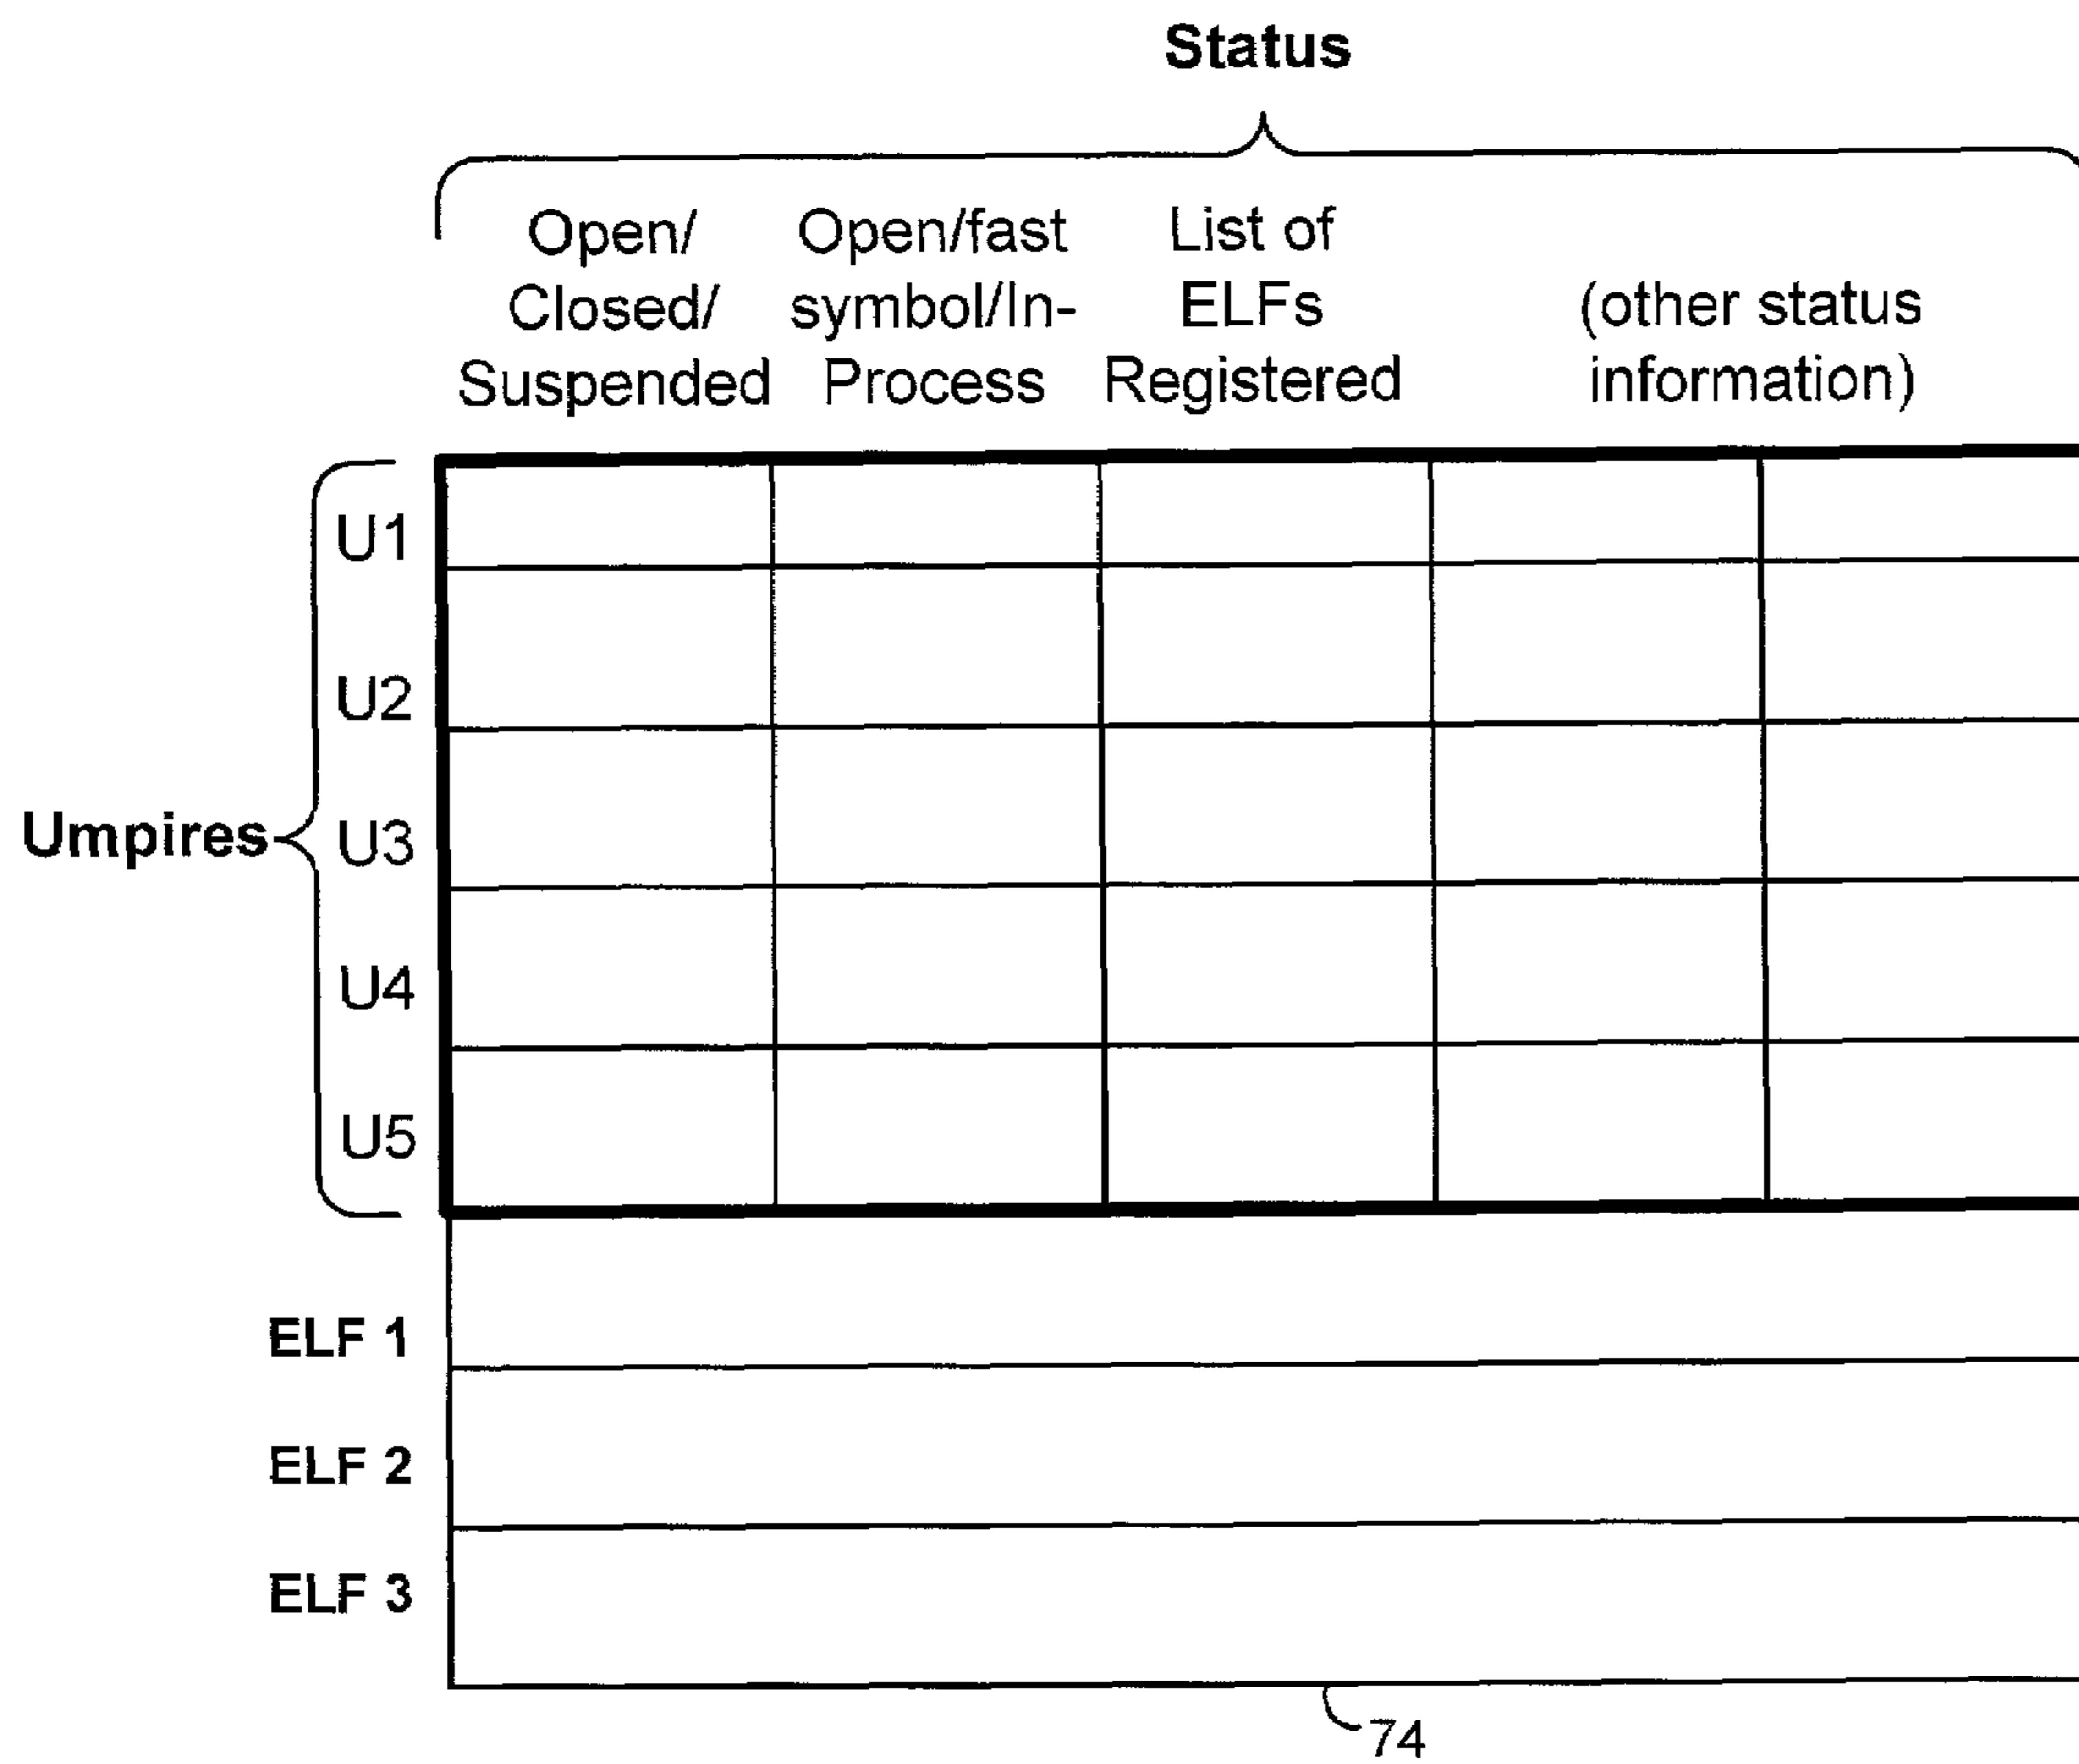 Status
Open/
Closed/
Suspended
Open/fast
symbol/In-
Process
List of
ELFs
Registered
(other status
information)
Umpires
U1
U2
U3
U4
U5
ELF 1
ELF 2
ELF 3
74